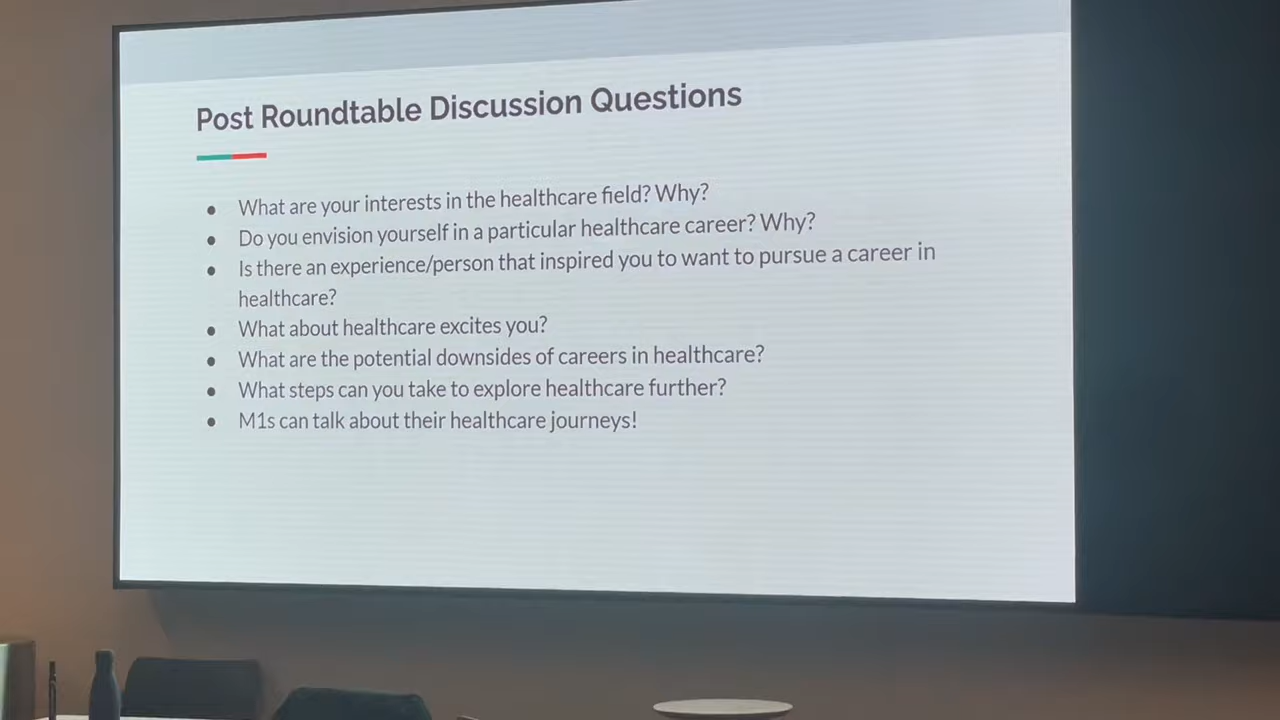 Post Roundtable Discussion Questions
● What are your interests in the healthcare field? Why?
● Do you envision yourself in a particular healthcare career? Why?
● Is there an experience/person that inspired you to want to pursue a career in
healthcare?
● What about healthcare excites you?
● What are the potential downsides of careers in healthcare?
● What steps can you take to explore healthcare further?
● M1s can talk about their healthcare journeys!